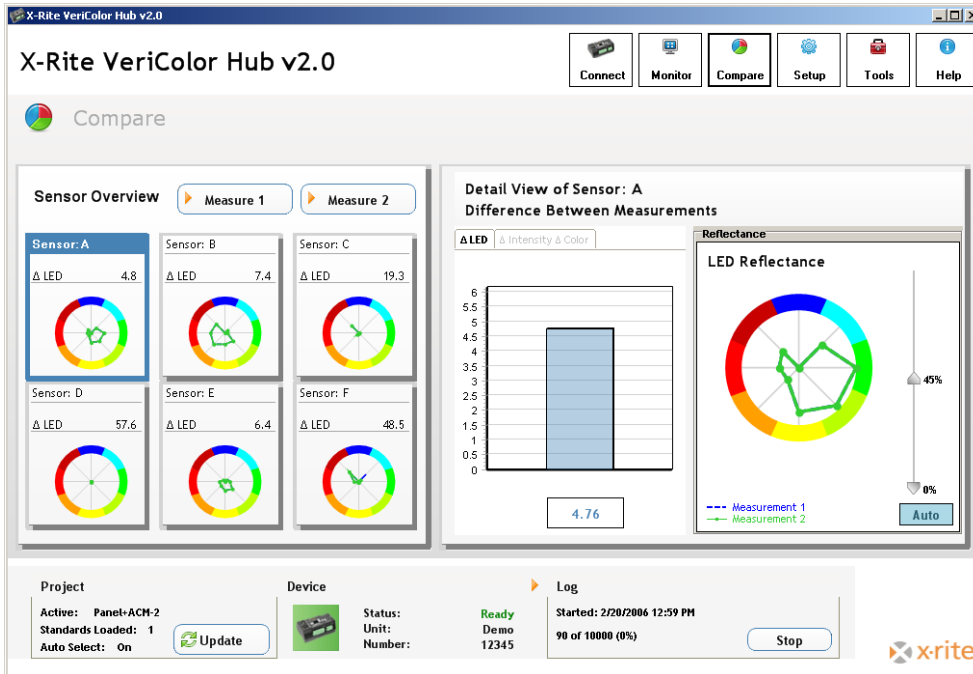 X-Rite VeriColor Hub v2.0
X-Rite VeriColor Hub v2.0
Connect
Monitor
Compare
Setup
Tools
Help
Compare
Sensor Overview
Measure 1
Measure 2
Sensor: A
Δ LED 4.8
Sensor: B
Δ LED 7.4
Sensor: C
Δ LED 19.3
Sensor: D
Δ LED 57.6
Sensor: E
Δ LED 6.4
Sensor: F
Δ LED 48.5
Detail View of Sensor: A
Difference Between Measurements
Δ LED
Δ Intensity Δ Color
6
5.5
5
4.5
4
3.5
3
2.5
2
1.5
1
0.5
0
4.76
Reflectance
LED Reflectance
45%
0%
Measurement 1
Measurement 2
Auto
Project
Active: Panel+ACM-2
Standards Loaded: 1
Auto Select: On
Update
Device
Status: Ready
Unit: Demo
Number: 12345
Log
Started: 2/20/2006 12:59 PM
90 of 10000 (0%)
Stop
x-rite